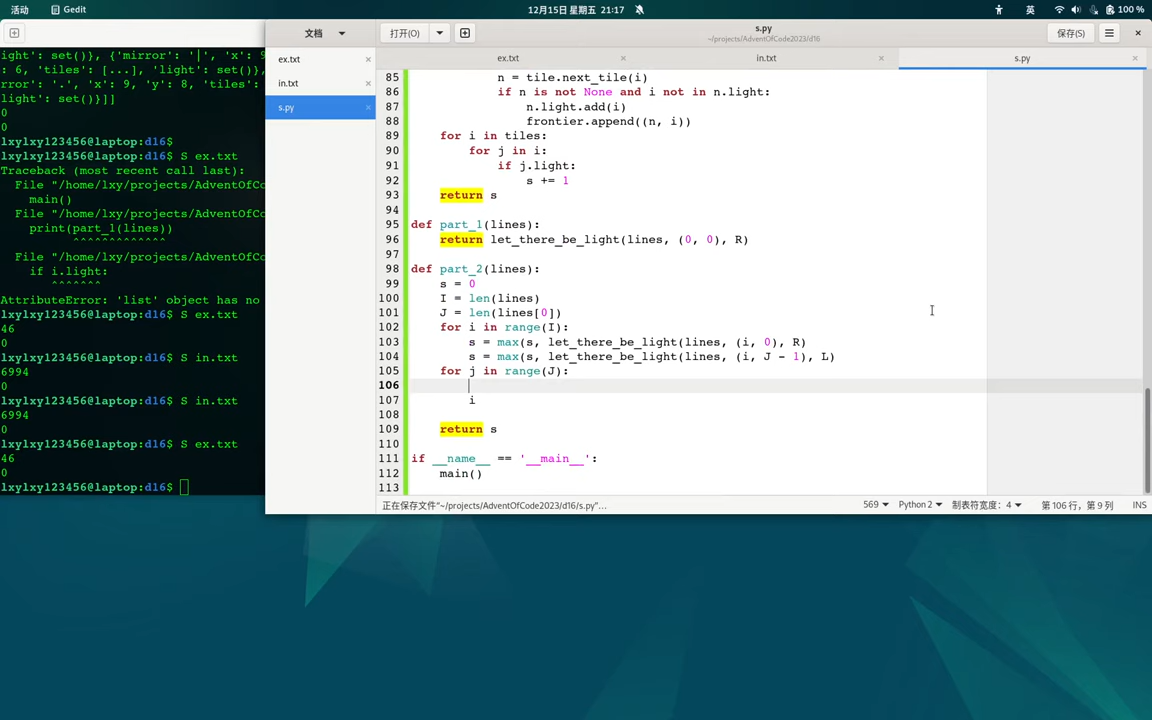 活动 Gedit 12月15日 星期五 21:17 英 100 %
文档 打开(O) s.py 保存(S)
~/projects/AdventOfCode2023/d16
ex.txt in.txt s.py
ex.txt
in.txt
s.py
ight': set()}, {'mirror': '|', 'x': 9
: 6, 'tiles': [...], 'light': set()},
rror': '.', 'x': 9, 'y': 8, 'tiles':
light': set()}]]
0
0
lxylxy123456@laptop:d16$
lxylxy123456@laptop:d16$ S ex.txt
Traceback (most recent call last):
File "/home/lxy/projects/AdventOfCo
main()
File "/home/lxy/projects/AdventOfCo
print(part_1(lines))
^^^^^^^^^^^^^
File "/home/lxy/projects/AdventOfCo
if i.light:
^^^^^^^
AttributeError: 'list' object has no
lxylxy123456@laptop:d16$ S ex.txt
46
0
lxylxy123456@laptop:d16$ S in.txt
6994
0
lxylxy123456@laptop:d16$ S in.txt
6994
0
lxylxy123456@laptop:d16$ S ex.txt
46
0
lxylxy123456@laptop:d16$
85 n = tile.next_tile(i)
86 if n is not None and i not in n.light:
87 n.light.add(i)
88 frontier.append((n, i))
89 for i in tiles:
90 for j in i:
91 if j.light:
92 s += 1
93 return s
94
95 def part_1(lines):
96 return let_there_be_light(lines, (0, 0), R)
97
98 def part_2(lines):
99 s = 0
100 I = len(lines)
101 J = len(lines[0])
102 for i in range(I):
103 s = max(s, let_there_be_light(lines, (i, 0), R)
104 s = max(s, let_there_be_light(lines, (i, J - 1), L)
105 for j in range(J):
106
107 i
108
109 return s
110
111 if __name__ == '__main__':
112 main()
113
正在保存文件“~/projects/AdventOfCode2023/d16/s.py”… 569 Python 2 制表符宽度：4 第 106 行，第 9 列 INS